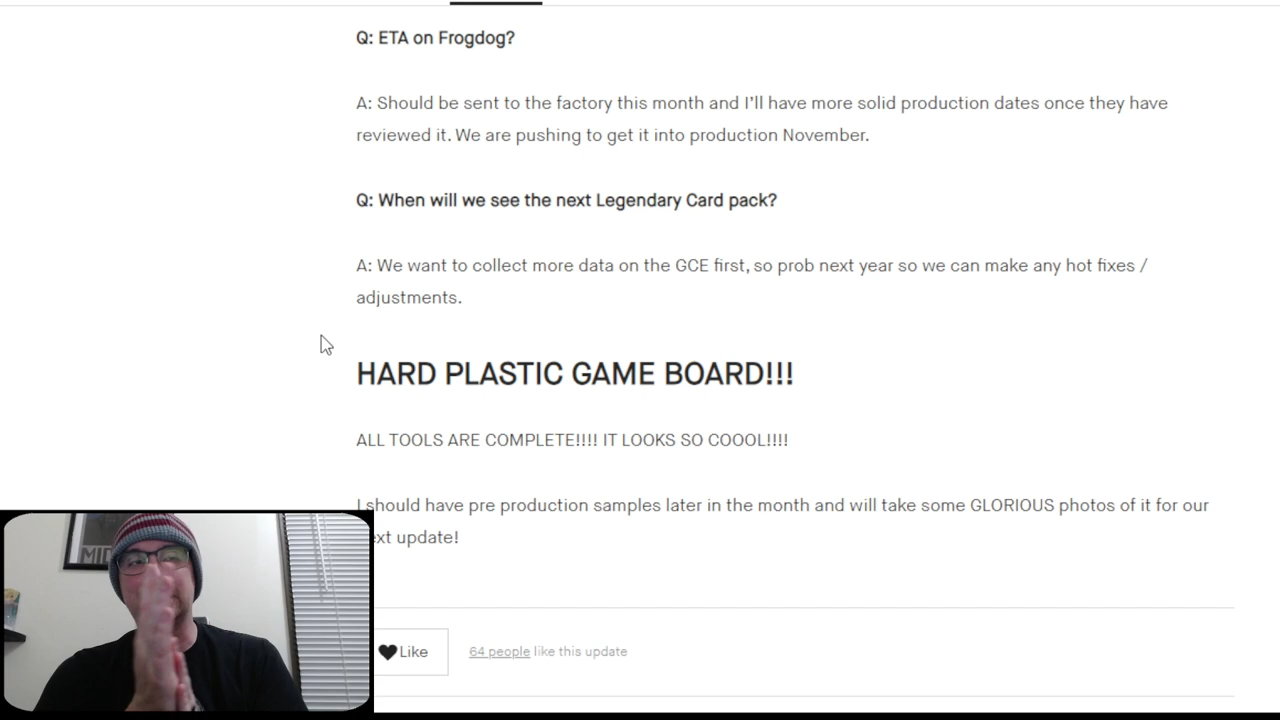 Q: ETA on Frogdog?
A: Should be sent to the factory this month and I'll have more solid production dates once they have
reviewed it. We are pushing to get it into production November.
Q: When will we see the next Legendary Card pack?
A: We want to collect more data on the GCE first, so prob next year so we can make any hot fixes /
adjustments.
HARD PLASTIC GAME BOARD!!!
ALL TOOLS ARE COMPLETE!!!! IT LOOKS SO COOOL!!!!
I should have pre production samples later in the month and will take some GLORIOUS photos of it for our
ext update!
MID
Like
64 people like this update